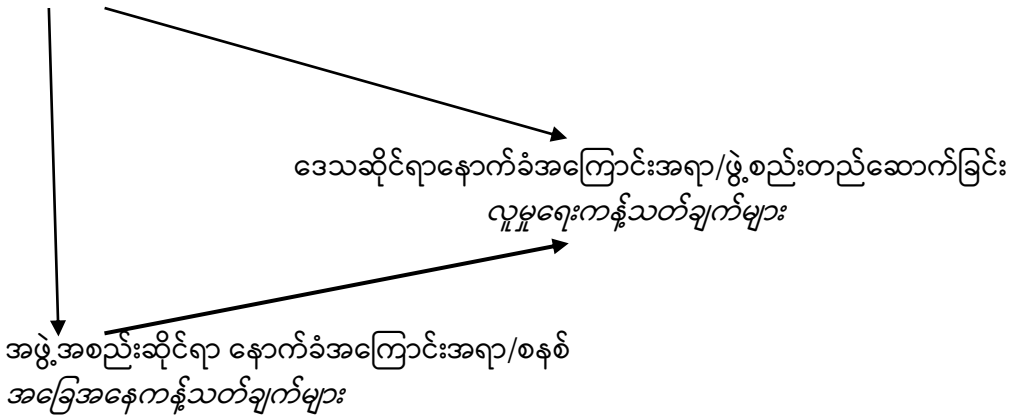 ဒေသဆိုင်ရာနောက်ခံအကြောင်းအရာ/ဖွဲ့စည်းတည်ဆောက်ခြင်း
လူမှုရေးကန့်သတ်ချက်များ
အဖွဲ့အစည်းဆိုင်ရာ နောက်ခံအကြောင်းအရာ/စနစ်
အခြေအနေကန့်သတ်ချက်များ